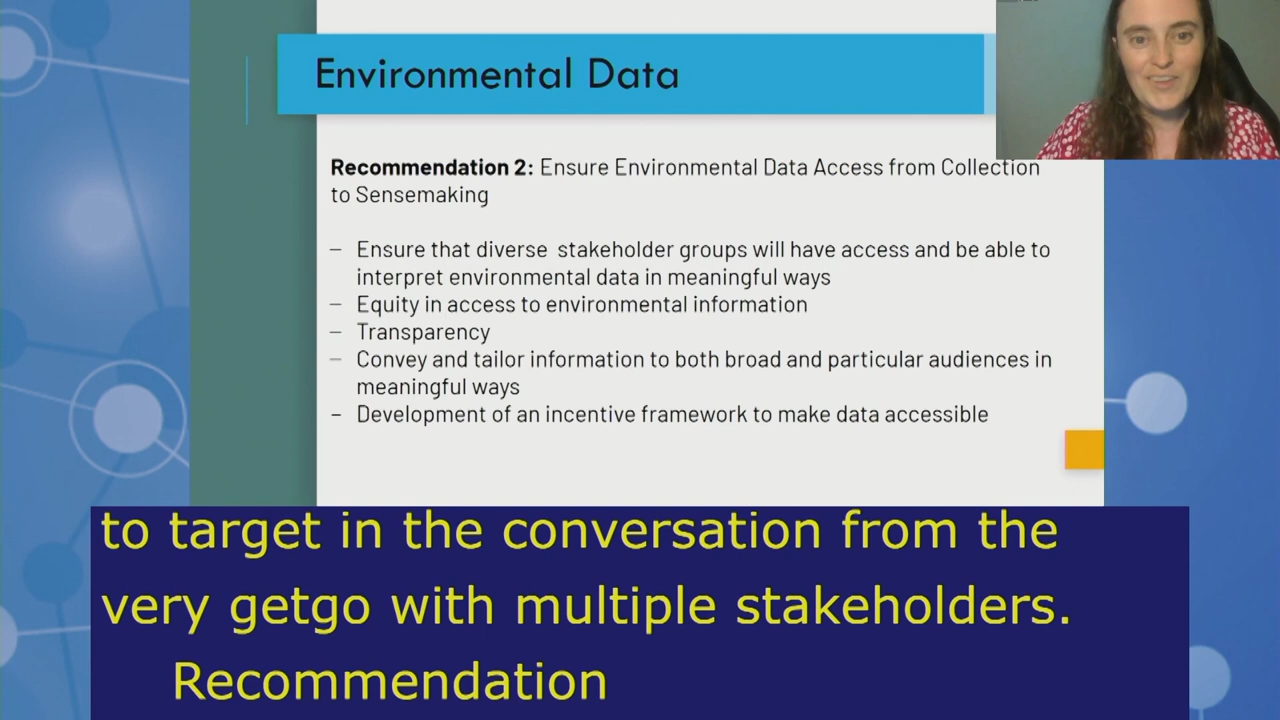 Environmental Data
Recommendation 2: Ensure Environmental Data Access from Collection
to Sensemaking
– Ensure that diverse stakeholder groups will have access and be able to
interpret environmental data in meaningful ways
– Equity in access to environmental information
– Transparency
– Convey and tailor information to both broad and particular audiences in
meaningful ways
– Development of an incentive framework to make data accessible
to target in the conversation from the
very getgo with multiple stakeholders.
Recommendation